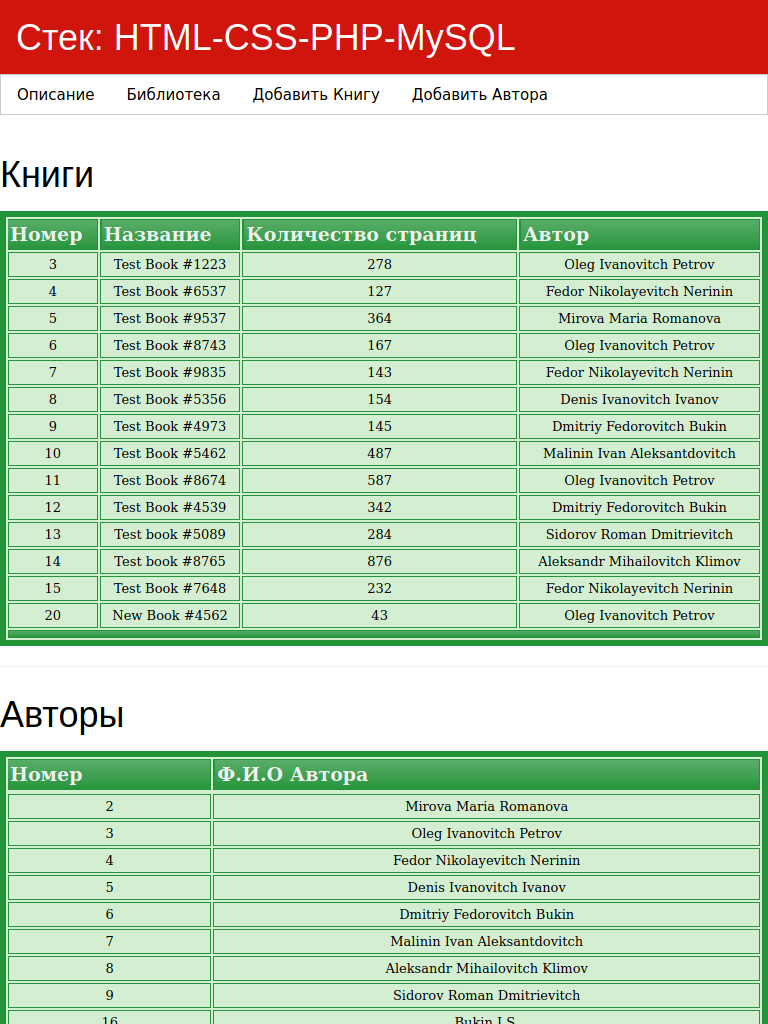 Стек: HTML-CSS-PHP-MySQL
Описание Библиотека Добавить Книгу Добавить Автора
Книги
Номер Название Количество страниц Автор
3 Test Book #1223 278 Oleg Ivanovitch Petrov
4 Test Book #6537 127 Fedor Nikolayevitch Nerinin
5 Test Book #9537 364 Mirova Maria Romanova
6 Test Book #8743 167 Oleg Ivanovitch Petrov
7 Test Book #9835 143 Fedor Nikolayevitch Nerinin
8 Test Book #5356 154 Denis Ivanovitch Ivanov
9 Test Book #4973 145 Dmitriy Fedorovitch Bukin
10 Test Book #5462 487 Malinin Ivan Aleksantdovitch
11 Test Book #8674 587 Oleg Ivanovitch Petrov
12 Test Book #4539 342 Dmitriy Fedorovitch Bukin
13 Test book #5089 284 Sidorov Roman Dmitrievitch
14 Test book #8765 876 Aleksandr Mihailovitch Klimov
15 Test Book #7648 232 Fedor Nikolayevitch Nerinin
20 New Book #4562 43 Oleg Ivanovitch Petrov
Авторы
Номер Ф.И.О Автора
2 Mirova Maria Romanova
3 Oleg Ivanovitch Petrov
4 Fedor Nikolayevitch Nerinin
5 Denis Ivanovitch Ivanov
6 Dmitriy Fedorovitch Bukin
7 Malinin Ivan Aleksantdovitch
8 Aleksandr Mihailovitch Klimov
9 Sidorov Roman Dmitrievitch
16 Bukin I.S.